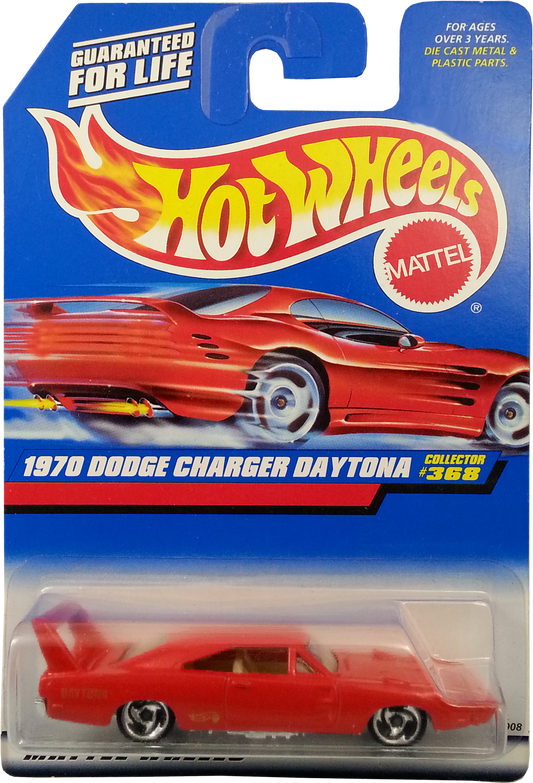 GUARANTEED
FOR LIFE
FOR AGES
OVER 3 YEARS.
DIE CAST METAL &
PLASTIC PARTS.
HOT WHEELS
MATTEL
®
1970 DODGE CHARGER DAYTONA
COLLECTOR
#368
DAYTONA